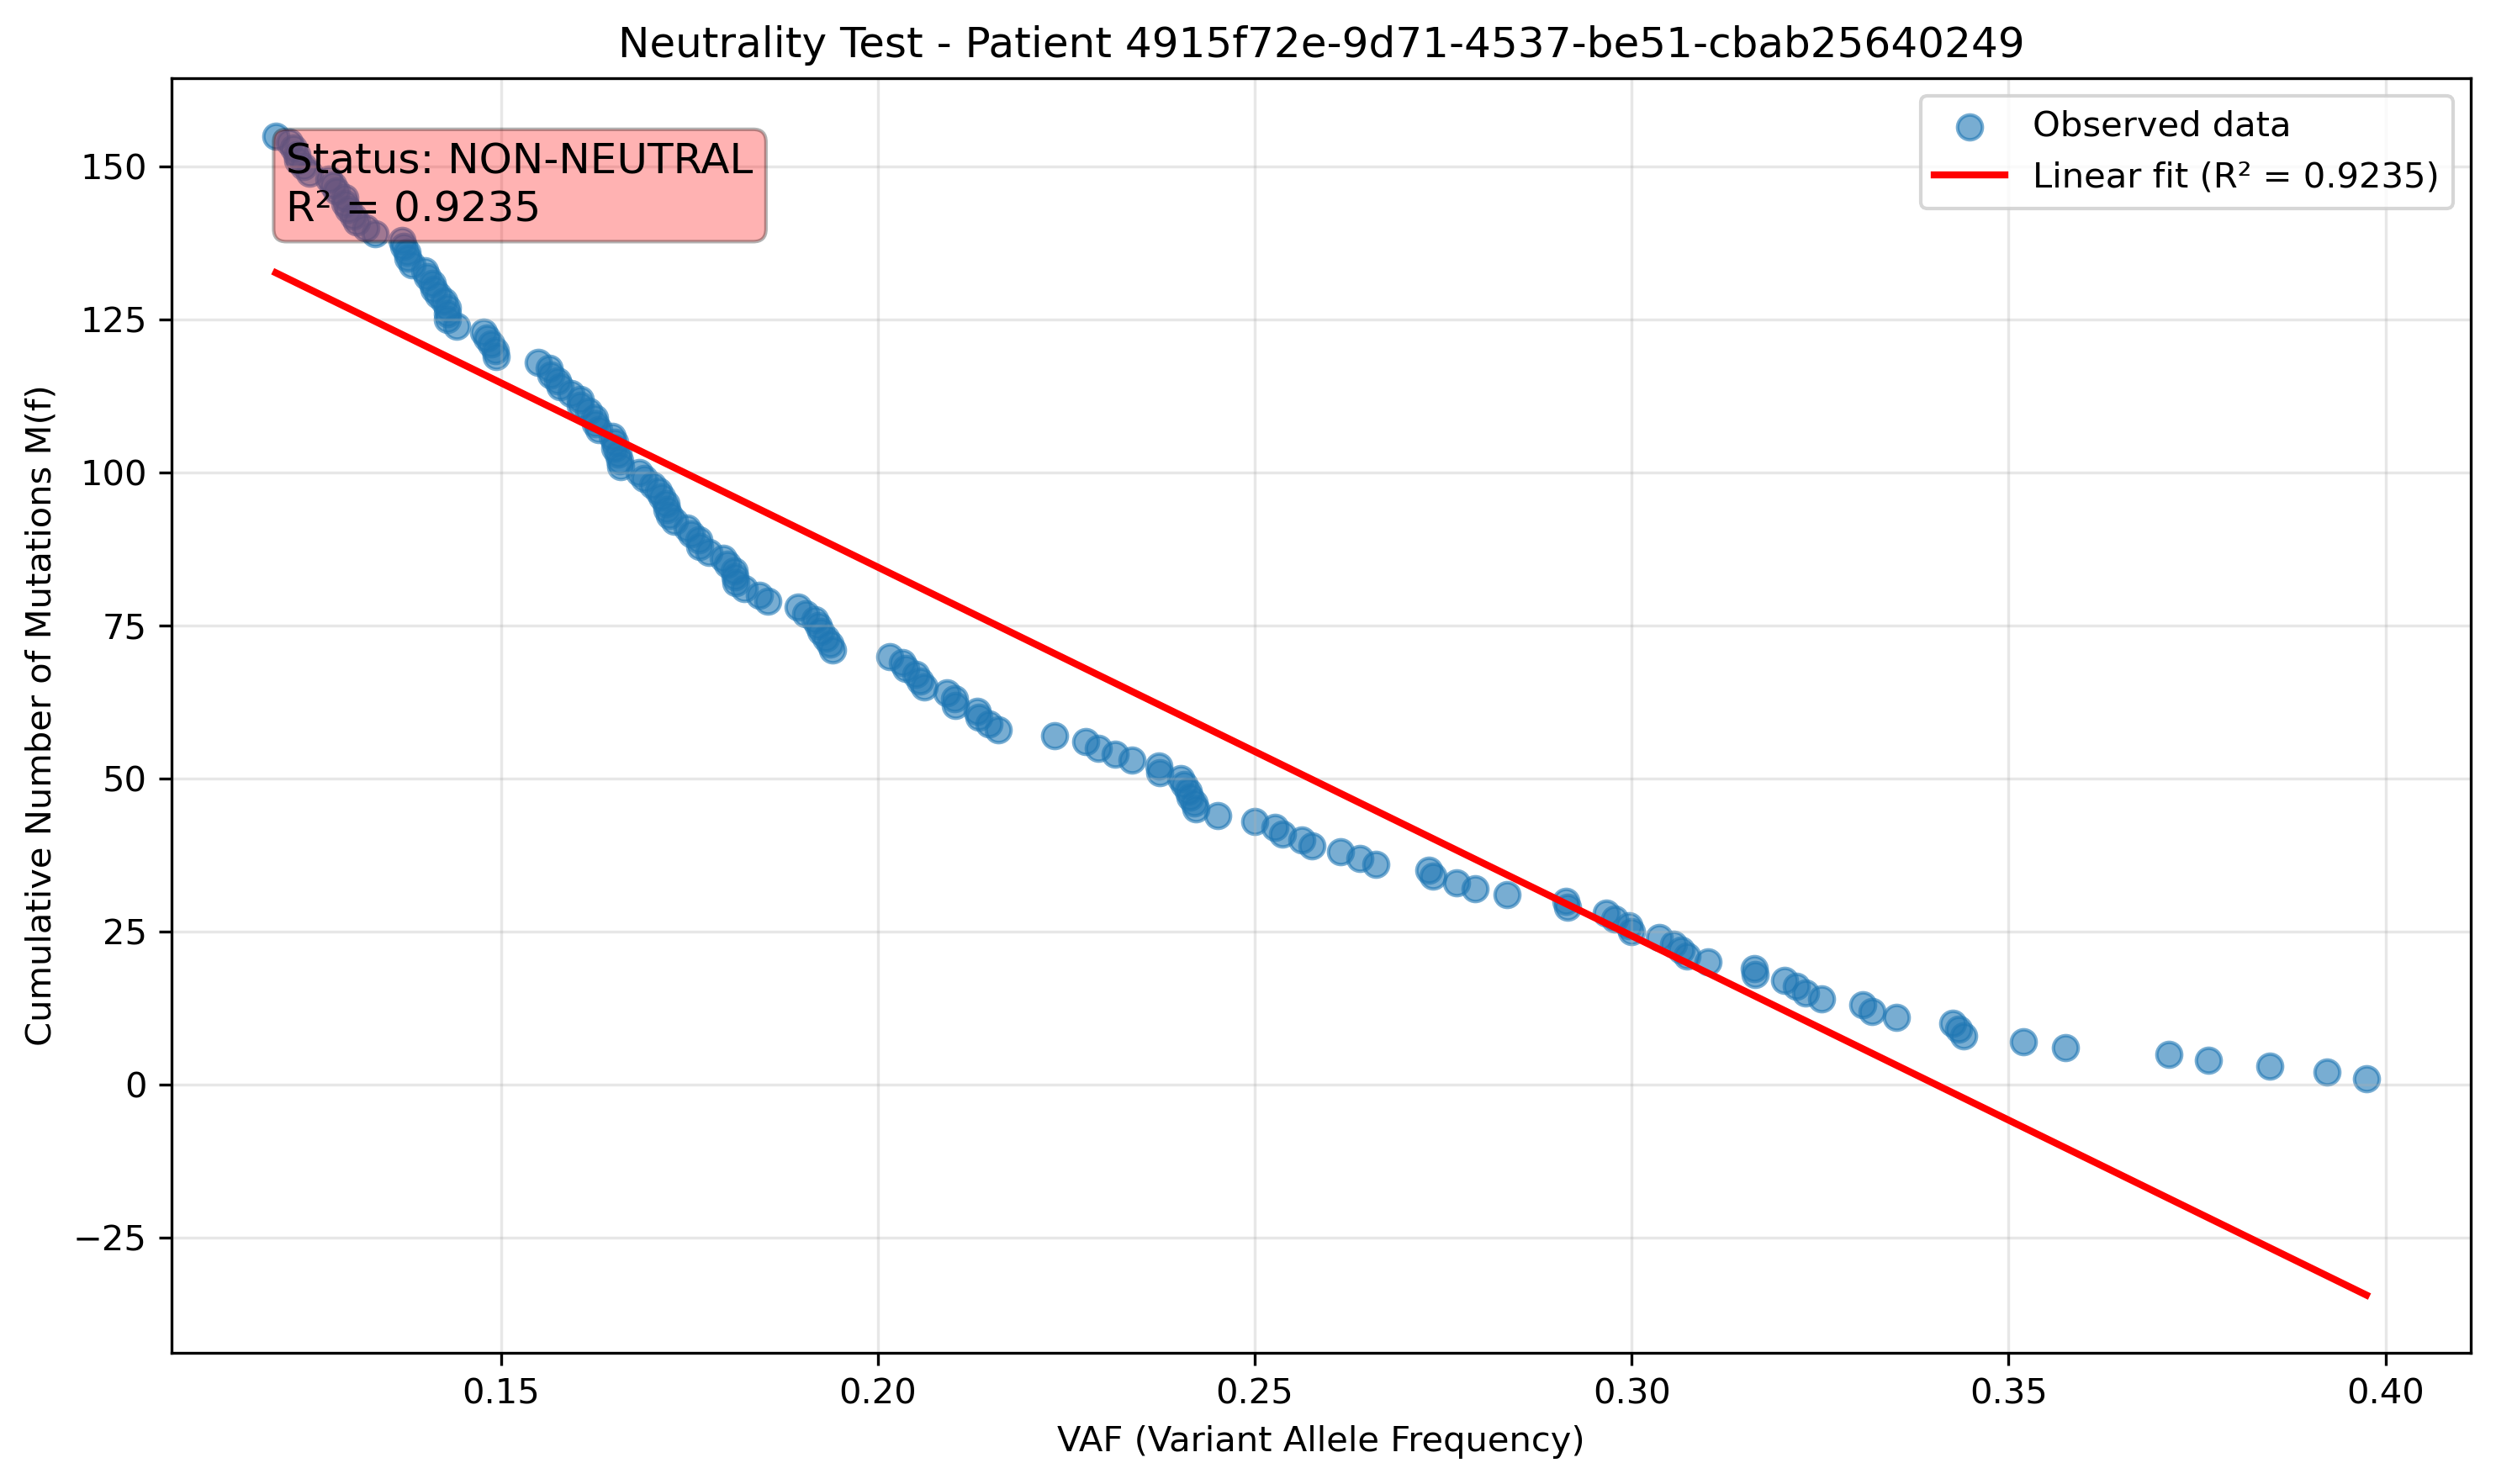 Neutrality Test - Patient 4915f72e-9d71-4537-be51-cbab25640249
Observed data
Linear fit (R² = 0.9235)
Status: NON-NEUTRAL
R² = 0.9235
Cumulative Number of Mutations M(f)
150
125
100
75
50
25
0
−25
0.15
0.20
0.25
0.30
0.35
0.40
VAF (Variant Allele Frequency)